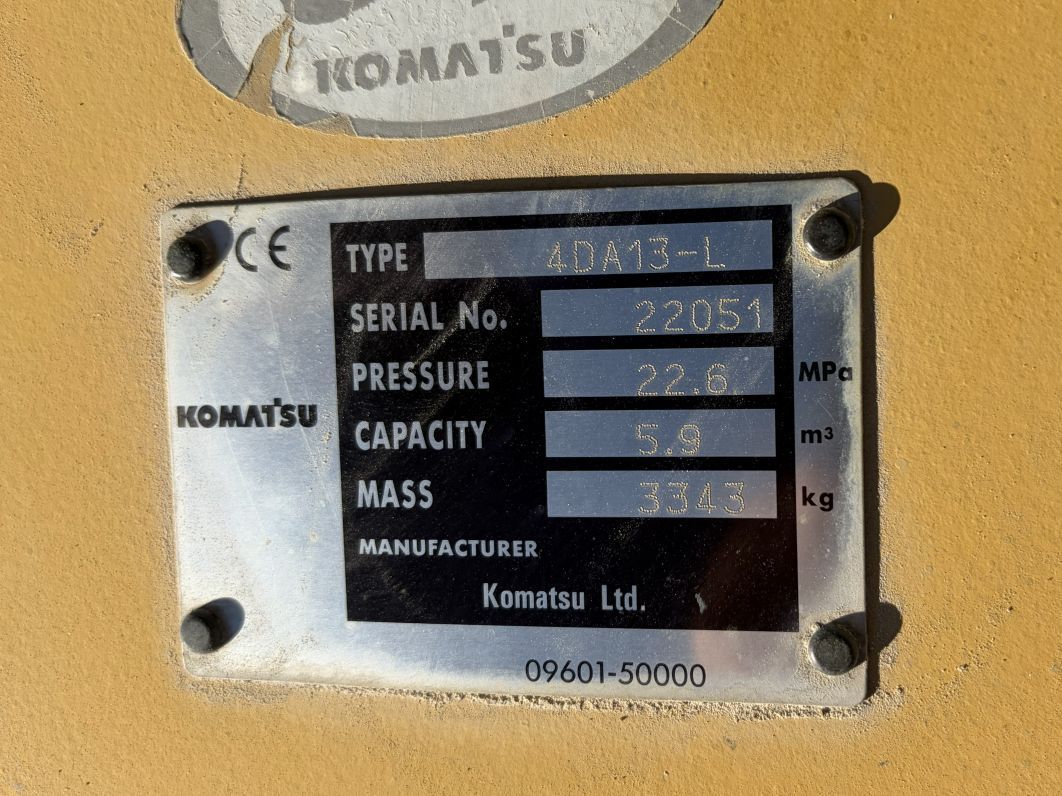 KOMATSU
CE
TYPE 4DA13-L
SERIAL No. 22051
PRESSURE 22.6 MPa
KOMATSU
CAPACITY 5.9 m³
MASS 3343 kg
MANUFACTURER
Komatsu Ltd.
09601-50000